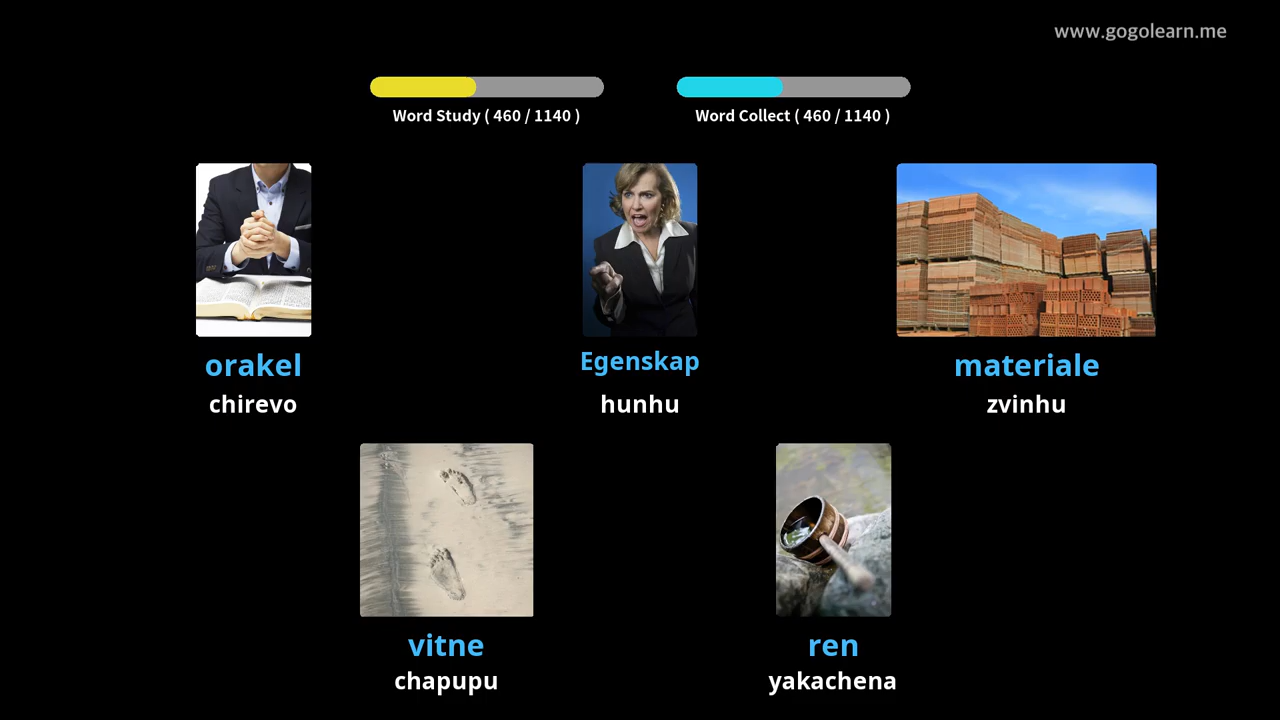 www.gogolearn.me
Word Study ( 460 / 1140 )
Word Collect ( 460 / 1140 )
orakel
chirevo
Egenskap
hunhu
materiale
zvinhu
vitne
chapupu
ren
yakachena